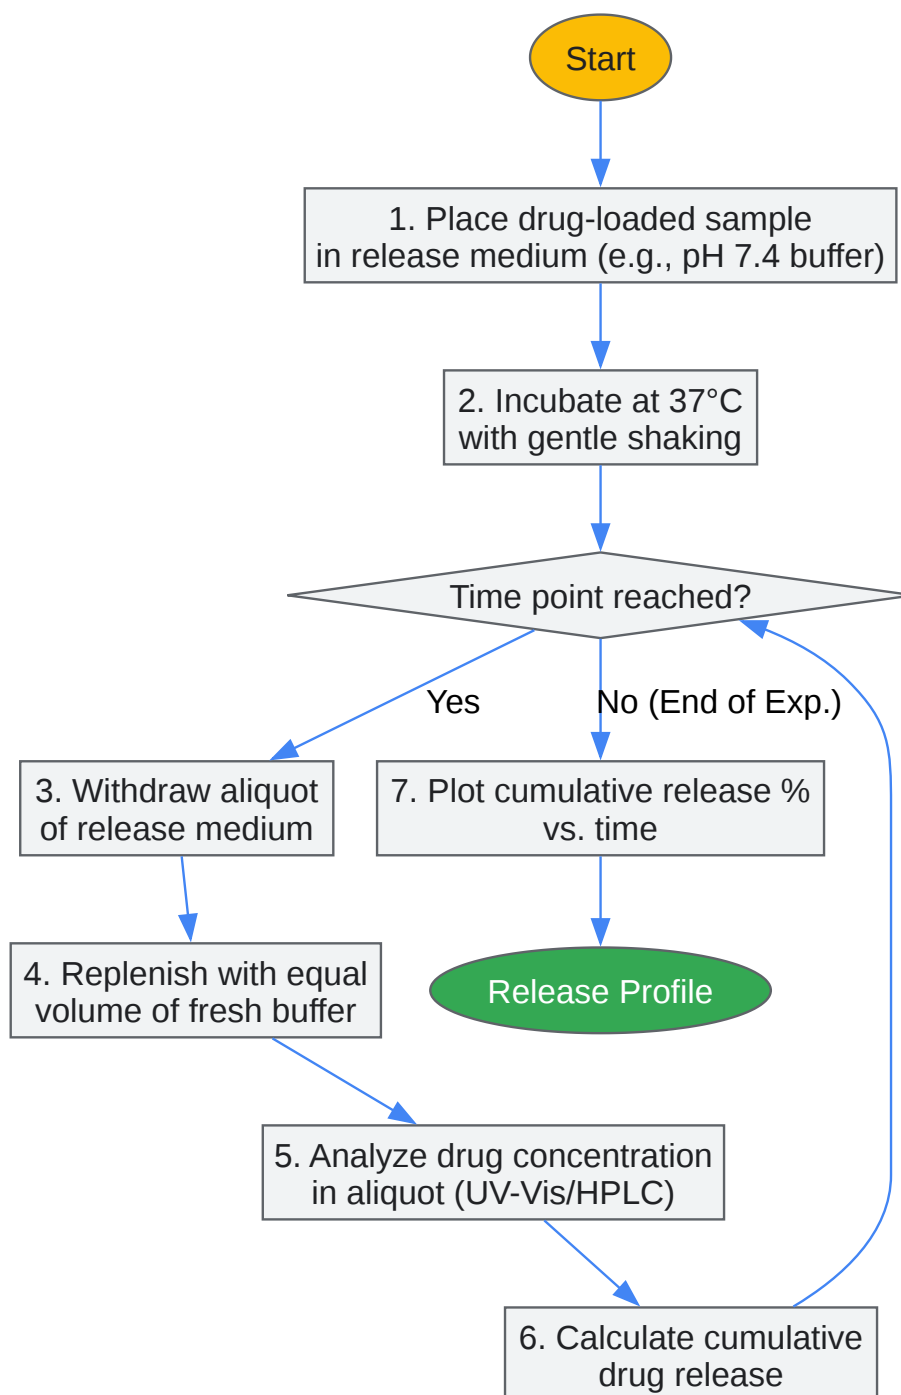 Start
1. Place drug-loaded sample
in release medium (e.g., pH 7.4 buffer)
2. Incubate at 37°C
with gentle shaking
Time point reached?
Yes
No (End of Exp.)
3. Withdraw aliquot
of release medium
7. Plot cumulative release %
vs. time
4. Replenish with equal
volume of fresh buffer
Release Profile
5. Analyze drug concentration
in aliquot (UV-Vis/HPLC)
6. Calculate cumulative
drug release